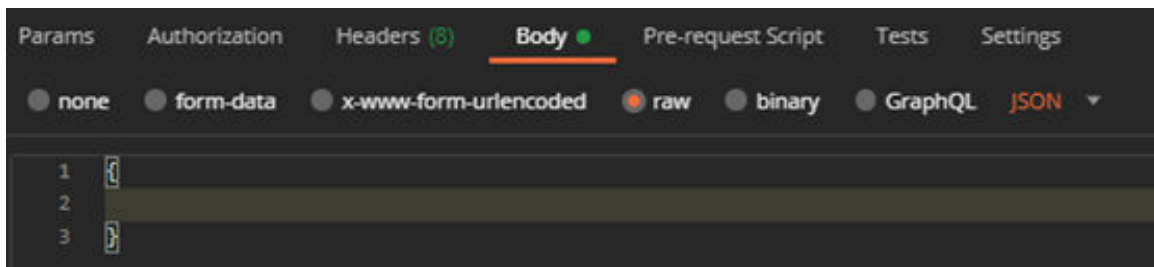 Params Authorization Headers (8) Body Pre-request Script Tests Settings
none form-data x-www-form-urlencoded raw binary GraphQL JSON
1 {
2
3 }